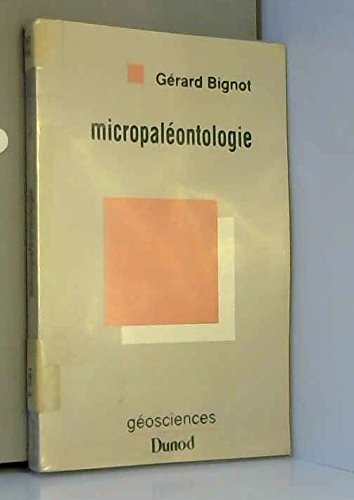 Gérard Bignot
micropaléontologie
géosciences
Dunod